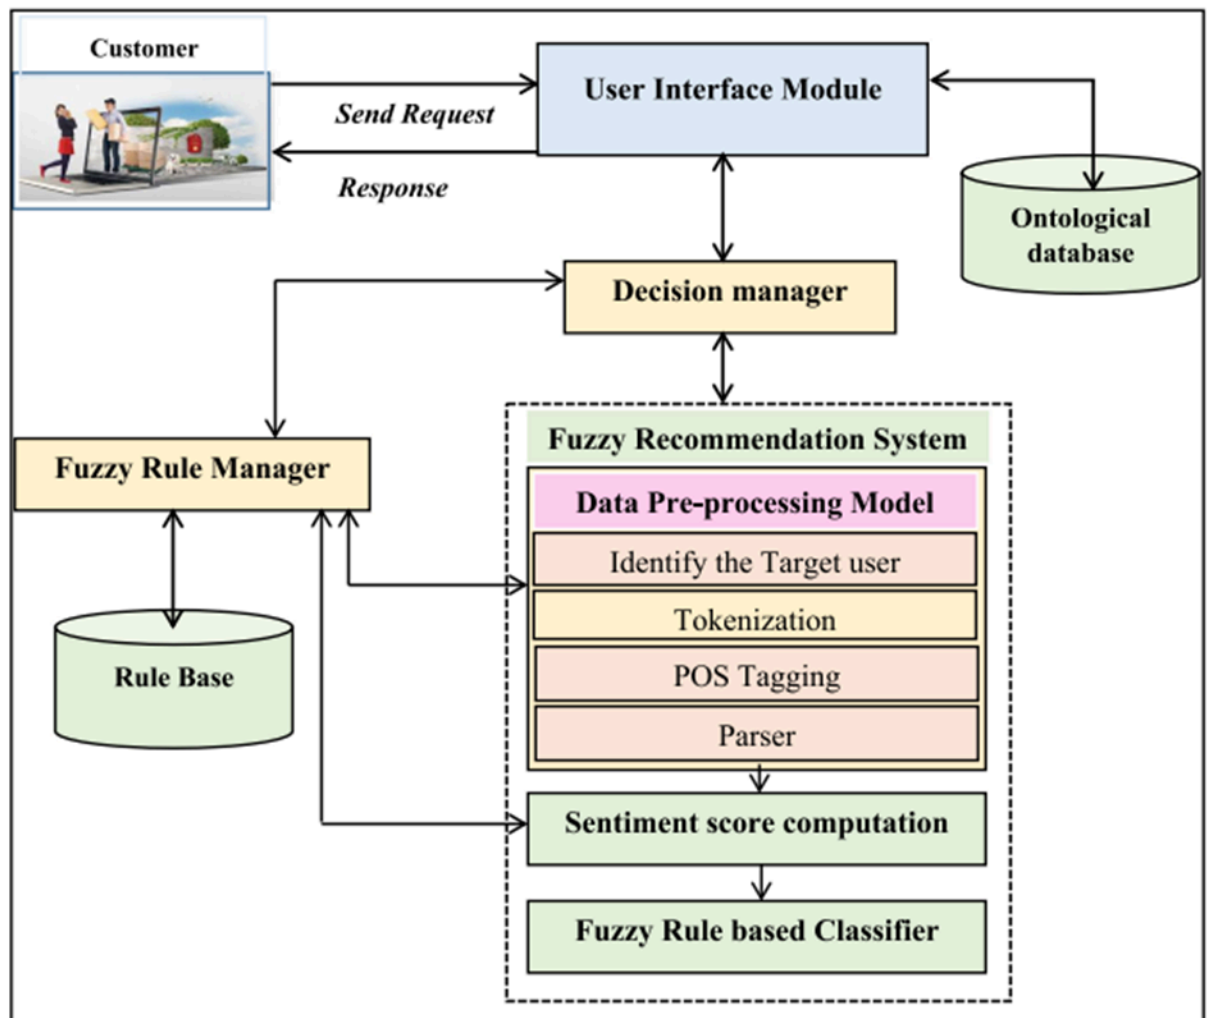 Customer
User Interface Module
Send Request
Response
Ontological
database
Decision manager
Fuzzy Rule Manager
Fuzzy Recommendation System
Data Pre-processing Model
Identify the Target user
Tokenization
POS Tagging
Parser
Rule Base
Sentiment score computation
Fuzzy Rule based Classifier